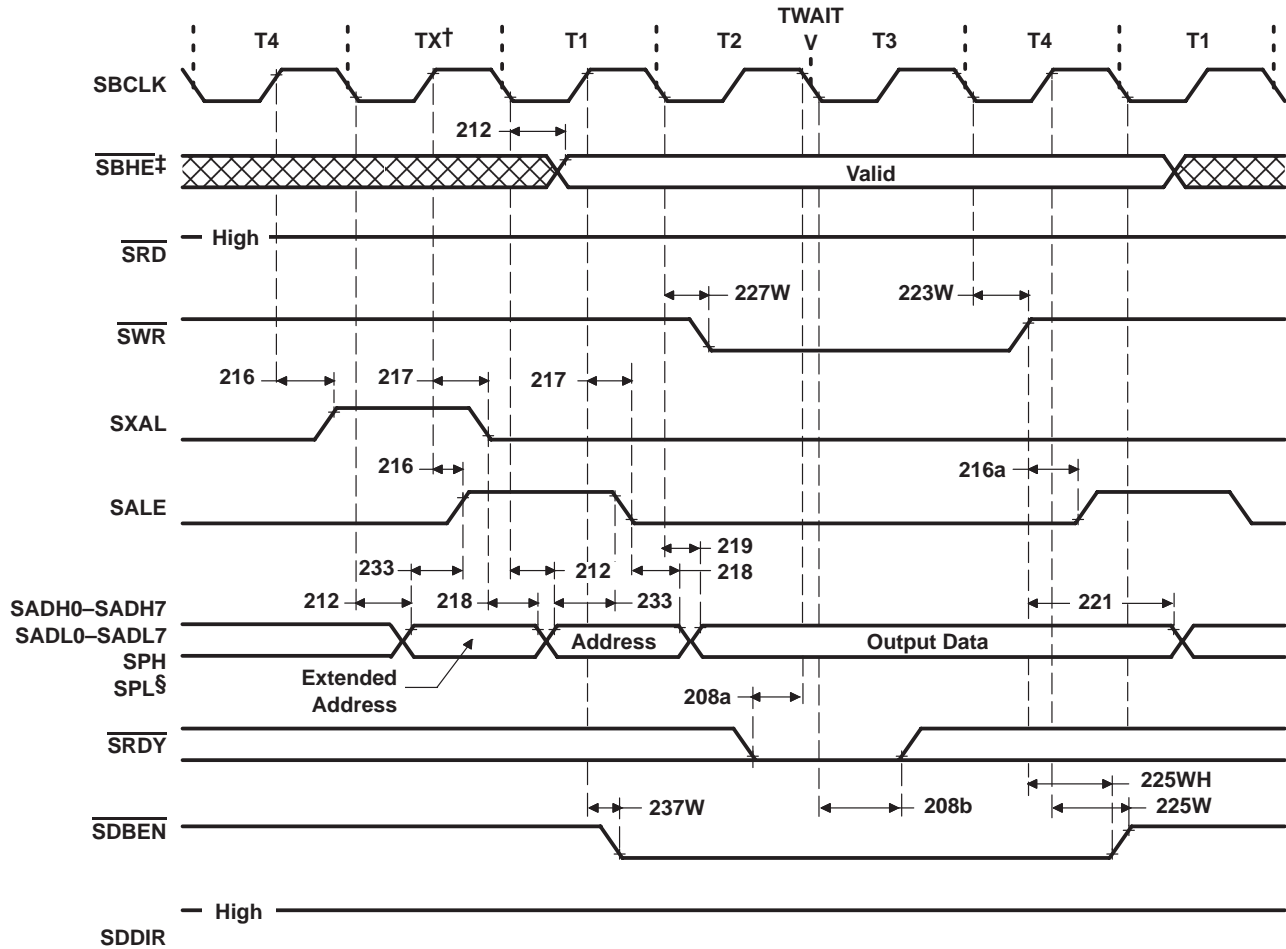 TWAIT
T4 TX† T1 T2 V T3 T4 T1
SBCLK
212
SBHE‡
Valid
High
SRD
227W 223W
SWR
216 217 217
SXAL
216 216a
SALE
219
233 212 218
212 218 233 221
SADH0–SADH7
SADL0–SADL7 Address Output Data
SPH
SPL§
Extended
Address
208a
SRDY
225WH
237W 208b 225W
SDBEN
High
SDDIR